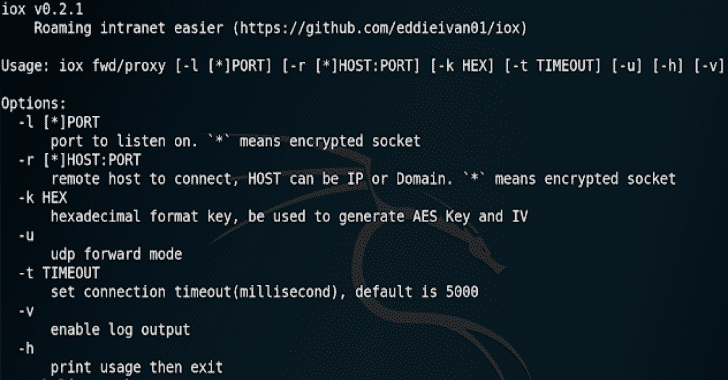 iox v0.2.1
Roaming intranet easier (https://github.com/eddieivan01/iox)
Usage: iox fwd/proxy [-l [*]PORT] [-r [*]HOST:PORT] [-k HEX] [-t TIMEOUT] [-u] [-h] [-v]
Options:
-l [*]PORT
port to listen on. `*` means encrypted socket
-r [*]HOST:PORT
remote host to connect, HOST can be IP or Domain. `*` means encrypted socket
-k HEX
hexadecimal format key, be used to generate AES Key and IV
-u
udp forward mode
-t TIMEOUT
set connection timeout(millisecond), default is 5000
-v
enable log output
-h
print usage then exit